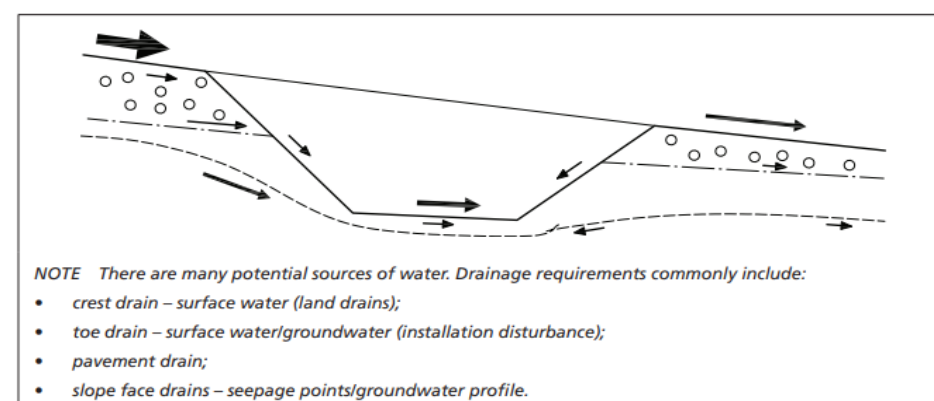 NOTE There are many potential sources of water. Drainage requirements commonly include:
• crest drain – surface water (land drains);
• toe drain – surface water/groundwater (installation disturbance);
• pavement drain;
• slope face drains – seepage points/groundwater profile.